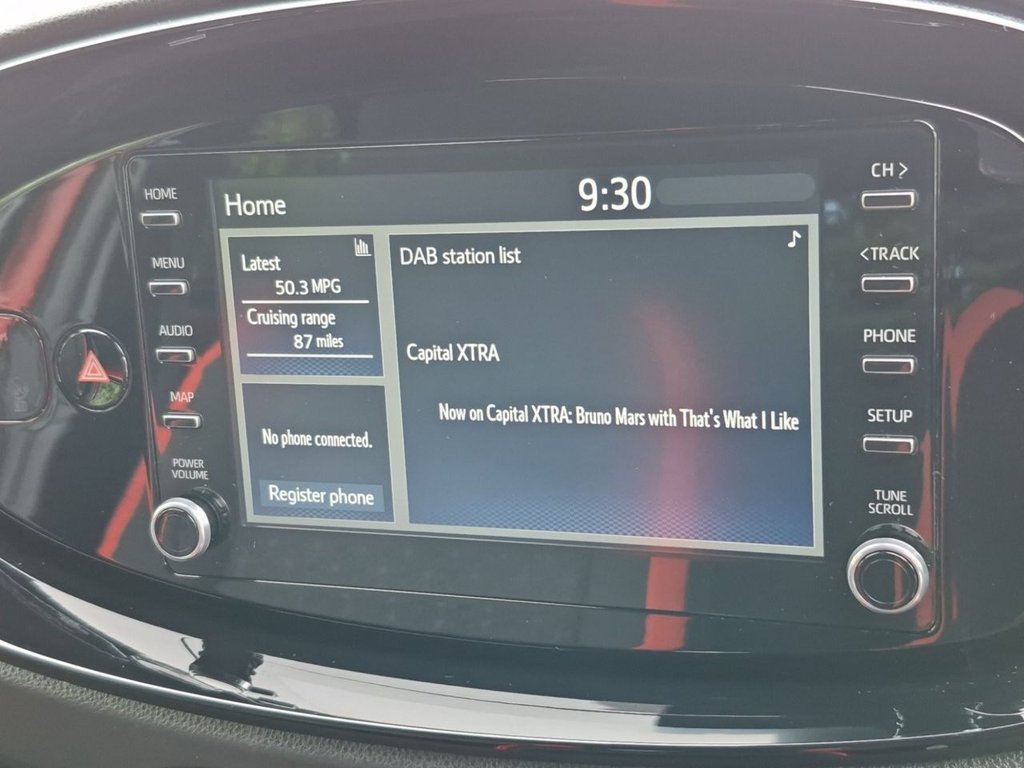 HOME
MENU
AUDIO
MAP
POWER
VOLUME
Home
9:30
Latest
50.3 MPG
Cruising range
87 miles
No phone connected.
Register phone
DAB station list
Capital XTRA
Now on Capital XTRA: Bruno Mars with That's What I Like
CH >
<TRACK
PHONE
SETUP
TUNE
SCROLL